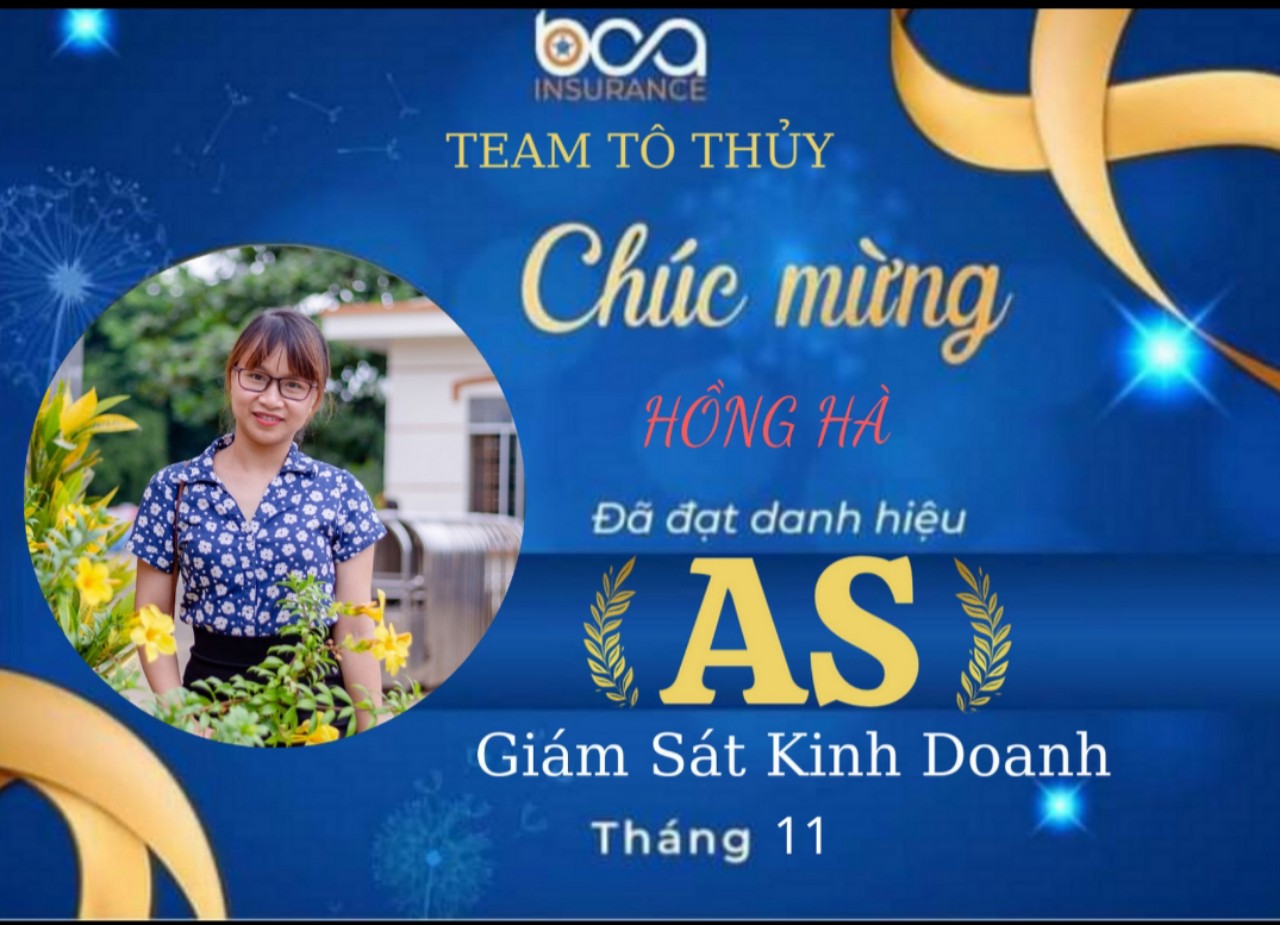 bca
INSURANCE
TEAM TÔ THỦY
Chúc mừng
HỒNG HÀ
Đã đạt danh hiệu
AS
Giám Sát Kinh Doanh
Tháng 11